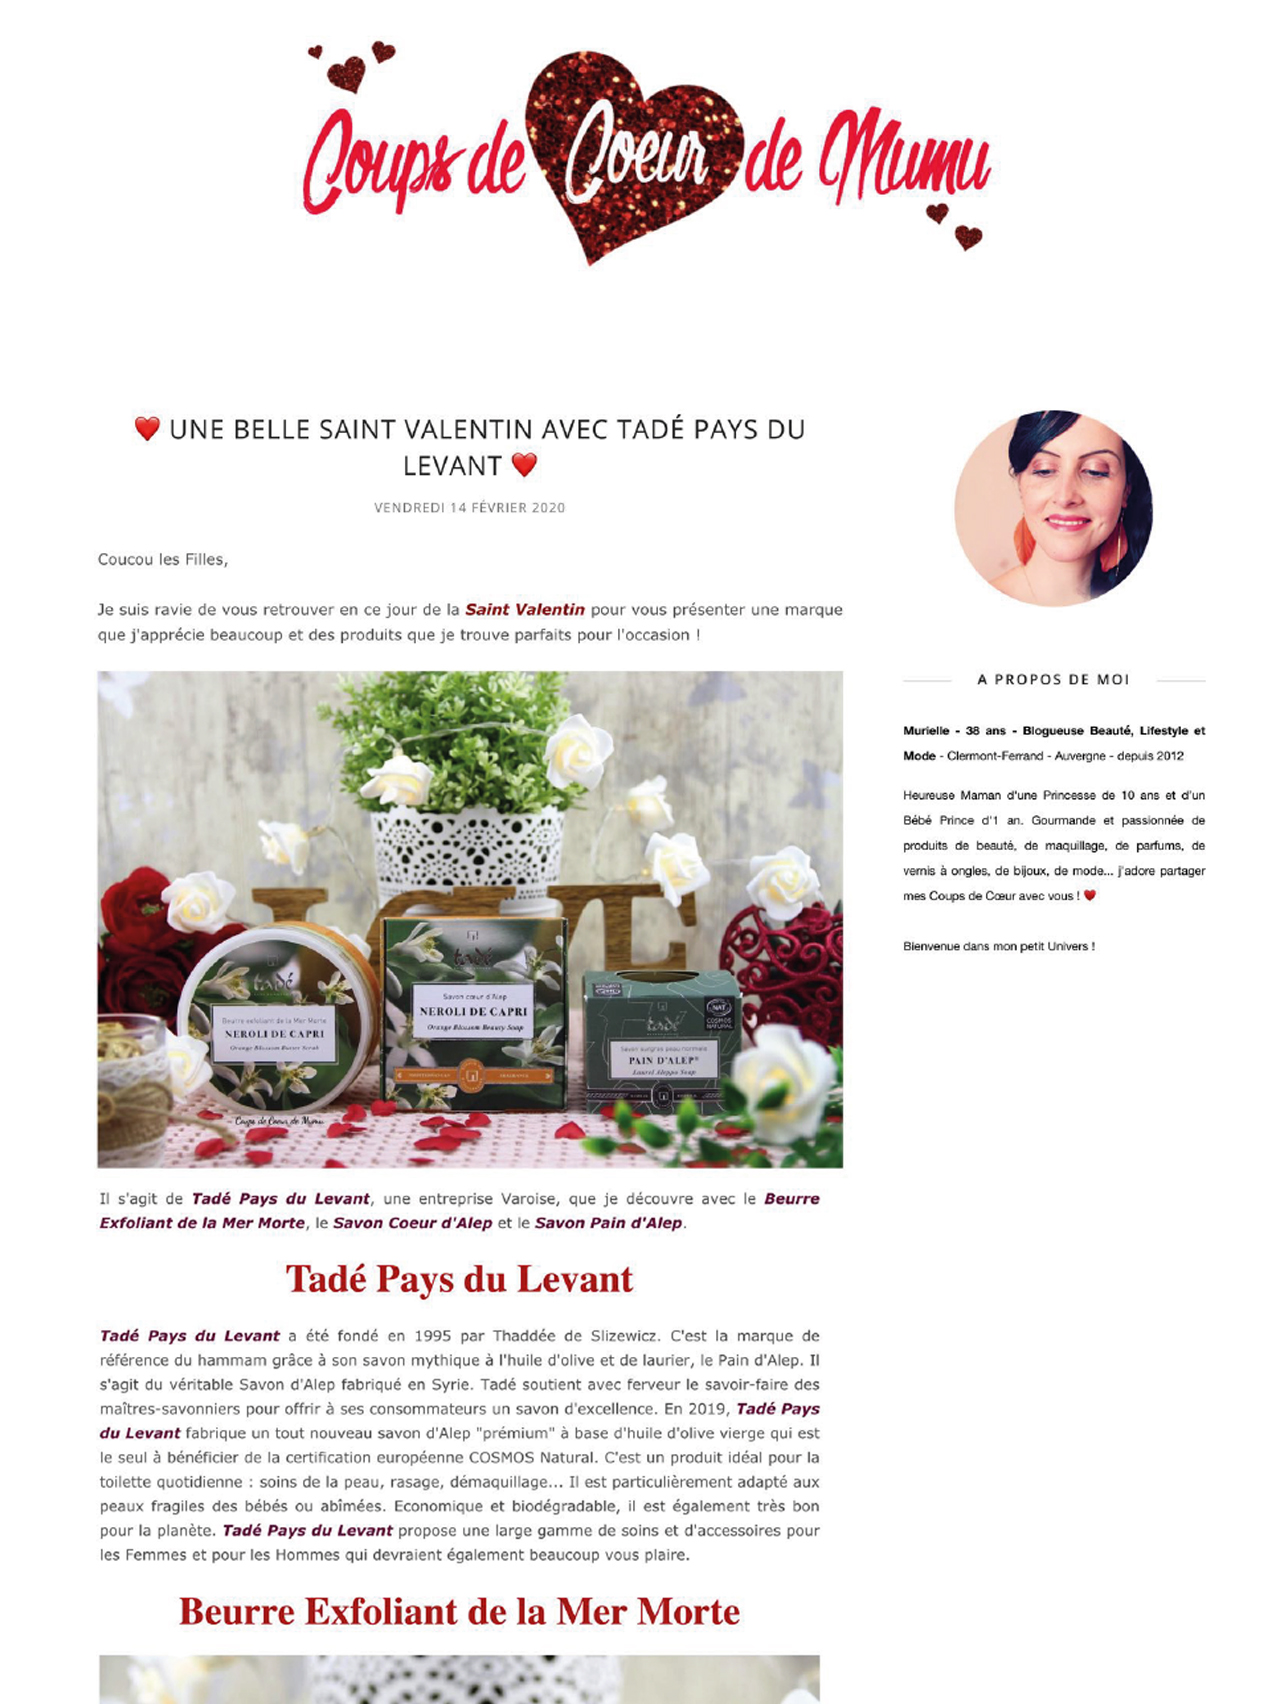 Coups de Coeur de Mumu
❤️ UNE BELLE SAINT VALENTIN AVEC TADÉ PAYS DU
LEVANT ❤️
VENDREDI 14 FÉVRIER 2020
Coucou les Filles,
Je suis ravie de vous retrouver en ce jour de la Saint Valentin pour vous présenter une marque
que j'apprécie beaucoup et des produits que je trouve parfaits pour l'occasion !
LOVE
tadé
Beurre exfoliant de la Mer Morte
NEROLI DE CAPRI
Orange Blossom Butter Scrub
tadé
Savon cœur d'Alep
NEROLI DE CAPRI
Orange Blossom Beauty Soap
tadé
NAT
COSMOS
NATURAL
Savon surgras peau normale
PAIN D'ALEP®
Laurel Aleppo Soap
Coups de Coeur de Mumu
Il s'agit de Tadé Pays du Levant, une entreprise Varoise, que je découvre avec le Beurre
Exfoliant de la Mer Morte, le Savon Coeur d'Alep et le Savon Pain d'Alep.
Tadé Pays du Levant
Tadé Pays du Levant a été fondé en 1995 par Thaddée de Slizewicz. C'est la marque de
référence du hammam grâce à son savon mythique à l'huile d'olive et de laurier, le Pain d'Alep. Il
s'agit du véritable Savon d'Alep fabriqué en Syrie. Tadé soutient avec ferveur le savoir-faire des
maîtres-savonniers pour offrir à ses consommateurs un savon d'excellence. En 2019, Tadé Pays
du Levant fabrique un tout nouveau savon d'Alep "prémium" à base d'huile d'olive vierge qui est
le seul à bénéficier de la certification européenne COSMOS Natural. C'est un produit idéal pour la
toilette quotidienne : soins de la peau, rasage, démaquillage... Il est particulièrement adapté aux
peaux fragiles des bébés ou abîmées. Economique et biodégradable, il est également très bon
pour la planète. Tadé Pays du Levant propose une large gamme de soins et d'accessoires pour
les Femmes et pour les Hommes qui devraient également beaucoup vous plaire.
Beurre Exfoliant de la Mer Morte
A PROPOS DE MOI
Murielle - 38 ans - Blogueuse Beauté, Lifestyle et
Mode - Clermont-Ferrand - Auvergne - depuis 2012
Heureuse Maman d'une Princesse de 10 ans et d'un
Bébé Prince d'1 an. Gourmande et passionnée de
produits de beauté, de maquillage, de parfums, de
vernis à ongles, de bijoux, de mode... j'adore partager
mes Coups de Cœur avec vous ! ❤️
Bienvenue dans mon petit Univers !